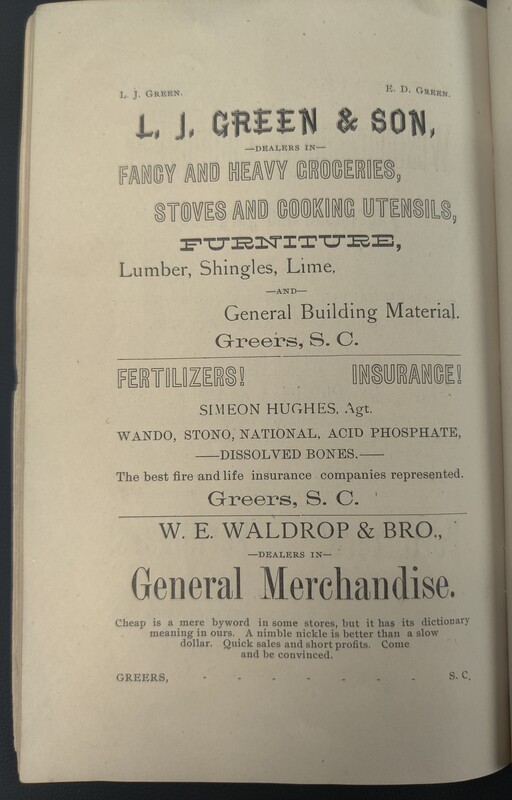 L. J. GREEN. E. D. GREEN.
L. J. GREEN & SON,
—DEALERS IN—
FANCY AND HEAVY GROCERIES,
STOVES AND COOKING UTENSILS,
FURNITURE,
Lumber, Shingles, Lime,
—AND—
General Building Material.
Greers, S. C.
FERTILIZERS! INSURANCE!
SIMEON HUGHES, Agt.
WANDO, STONO, NATIONAL, ACID PHOSPHATE,
——DISSOLVED BONES.——
The best fire and life insurance companies represented.
Greers, S. C.
W. E. WALDROP & BRO.,
—DEALERS IN—
General Merchandise.
Cheap is a mere byword in some stores, but it has its dictionary
meaning in ours. A nimble nickle is better than a slow
dollar. Quick sales and short profits. Come
and be convinced.
GREERS, - - - - - - - S. C.